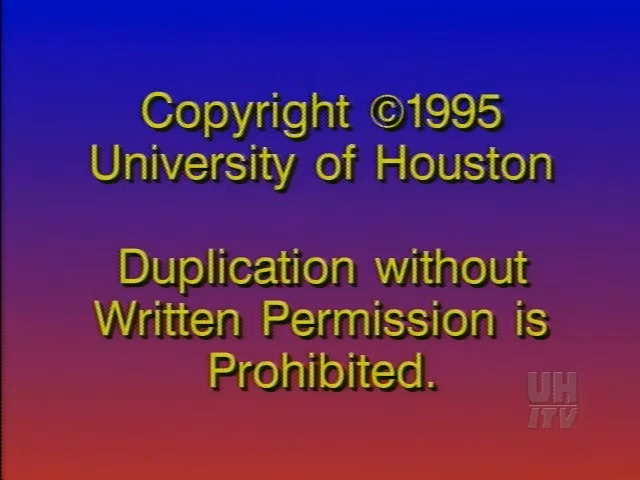 Copyright ©1995
University of Houston
Duplication without
Written Permission is
Prohibited.
UH
ITV